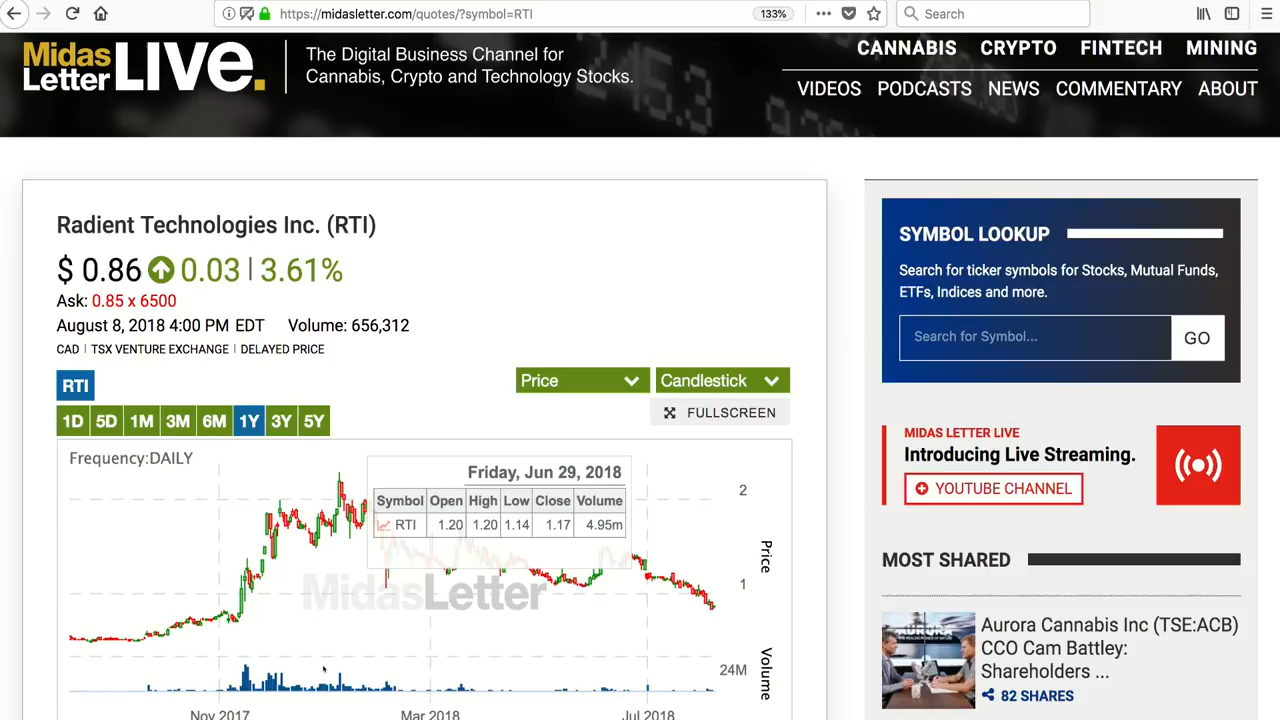 https://midasletter.com/quotes/?symbol=RTI
133%
Search
Midas
Letter
LIVE.
The Digital Business Channel for
Cannabis, Crypto and Technology Stocks.
CANNABIS CRYPTO FINTECH MINING
VIDEOS PODCASTS NEWS COMMENTARY ABOUT
Radient Technologies Inc. (RTI)
$ 0.86 0.03 | 3.61%
Ask: 0.85 x 6500
August 8, 2018 4:00 PM EDT Volume: 656,312
CAD | TSX VENTURE EXCHANGE | DELAYED PRICE
RTI
Price
Candlestick
1D 5D 1M 3M 6M 1Y 3Y 5Y
FULLSCREEN
Frequency:DAILY
Friday, Jun 29, 2018
Symbol Open High Low Close Volume
RTI 1.20 1.20 1.14 1.17 4.95m
2
Price
1
MidasLetter
24M
Volume
Nov 2017 Mar 2018 Jul 2018
SYMBOL LOOKUP
Search for ticker symbols for Stocks, Mutual Funds,
ETFs, Indices and more.
Search for Symbol...
GO
MIDAS LETTER LIVE
Introducing Live Streaming.
YOUTUBE CHANNEL
MOST SHARED
AURORA
Aurora Cannabis Inc (TSE:ACB)
CCO Cam Battley:
Shareholders ...
82 SHARES